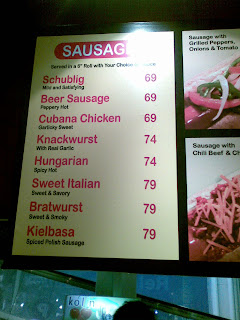 SAUSAG
Served in a 6" Roll with Your Choice
Schublig 69
Mild and Satisfying
Beer Sausage 69
Peppery Hot
Cubana Chicken 69
Garlicky Sweet
Knackwurst 74
With Real Garlic
Hungarian 74
Spicy Hot
Sweet Italian 79
Sweet & Savory
Bratwurst 79
Sweet & Smoky
Kielbasa 79
Spiced Polish Sausage
Sausage with
Grilled Peppers,
Onions & Tomato
Sausage with
Chili Beef & Ch